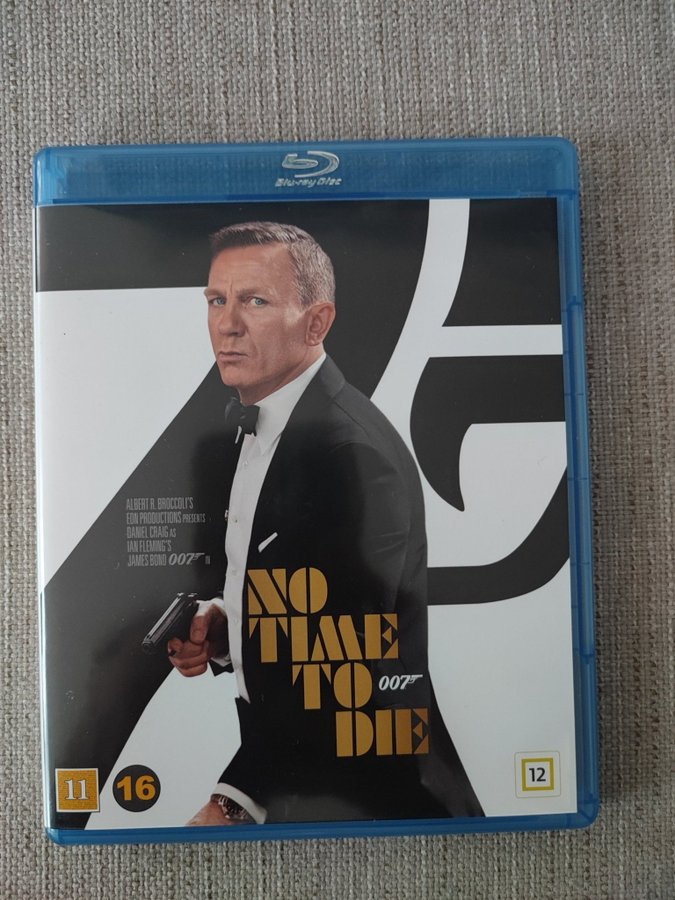 Blu-ray Disc
ALBERT R. BROCCOLI'S
EON PRODUCTIONS PRESENTS
DANIEL CRAIG AS
IAN FLEMING'S
JAMES BOND 007 IN
NO
TIME
TO 007
DIE
11 16 12